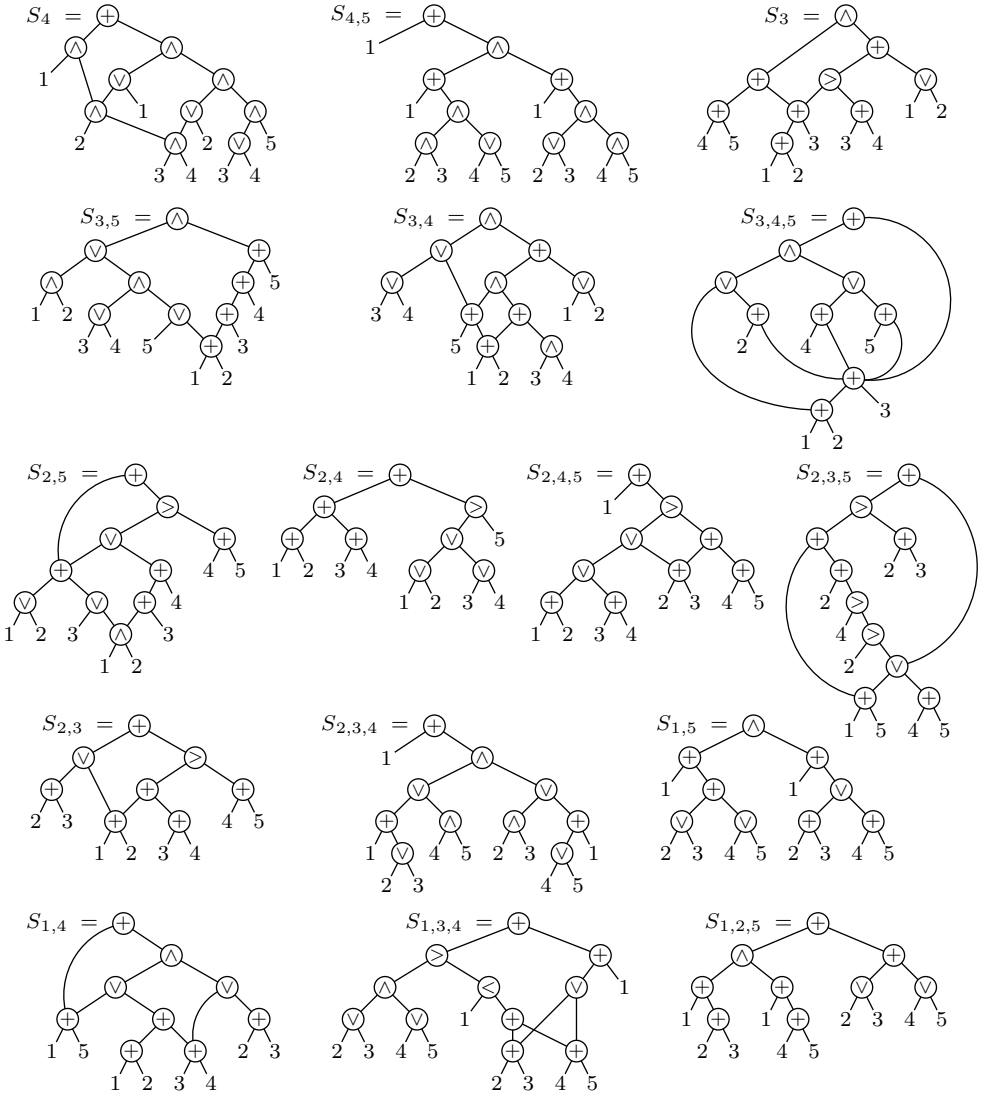 S₄ = +
∧ ∧
1 ∨ ∧
∧ 1 ∨ ∧
2 ∧ 2 ∨ 5
3 4 3 4
S₄,₅ = +
1 ∧
+ +
1 ∧ 1 ∧
∧ ∨ ∨ ∧
2 3 4 5 2 3 4 5
S₃ = ∧
+
+ > ∨
+ + + 1 2
4 5 + 3 3 4
1 2
S₃,₅ = ∧
∨ +
∧ ∧ + 5
1 2 ∨ ∨ + 4
3 4 5 + 3
1 2
S₃,₄ = ∧
∨ +
∨ ∧ ∨
3 4 + + 1 2
5 + ∧
1 2 3 4
S₃,₄,₅ = +
∧
∨ ∨
+ + +
2 4 5
+
+ 3
1 2
S₂,₅ = +
>
∨ +
+ + 4 5
∨ ∨ + 4
1 2 3 ∧ 3
1 2
S₂,₄ = +
+ >
+ + ∨ 5
1 2 3 4 ∨ ∨
1 2 3 4
S₂,₄,₅ = +
1 >
∨ +
∨ + +
+ + 2 3 4 5
1 2 3 4
S₂,₃,₅ = +
>
+ +
+ 2 3
2 >
4 >
2 ∨
+ +
1 5 4 5
S₂,₃ = +
∨ >
+ + +
2 3 + + 4 5
1 2 3 4
S₂,₃,₄ = +
1 ∧
∨ ∨
+ ∧ ∧ +
1 ∨ 4 5 2 3 ∨ 1
2 3 4 5
S₁,₅ = ∧
+ +
1 + 1 ∨
∨ ∨ + +
2 3 4 5 2 3 4 5
S₁,₄ = +
∧
∨ ∨
+ + +
1 5 + + 2 3
1 2 3 4
S₁,₃,₄ = +
> +
∧ < ∨ 1
∨ ∨ 1 +
2 3 4 5 + +
2 3 4 5
S₁,₂,₅ = +
∧ +
+ + ∨ ∨
1 + 1 + 2 3 4 5
2 3 4 5